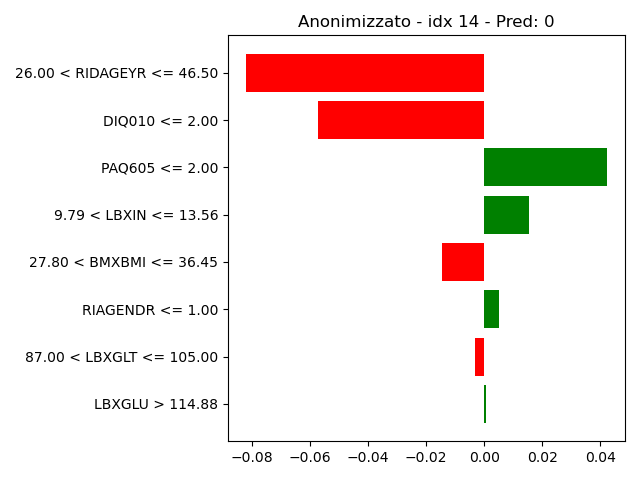 Anonimizzato - idx 14 - Pred: 0
26.00 < RIDAGEYR <= 46.50
DIQ010 <= 2.00
PAQ605 <= 2.00
9.79 < LBXIN <= 13.56
27.80 < BMXBMI <= 36.45
RIAGENDR <= 1.00
87.00 < LBXGLT <= 105.00
LBXGLU > 114.88
−0.08 −0.06 −0.04 −0.02 0.00 0.02 0.04